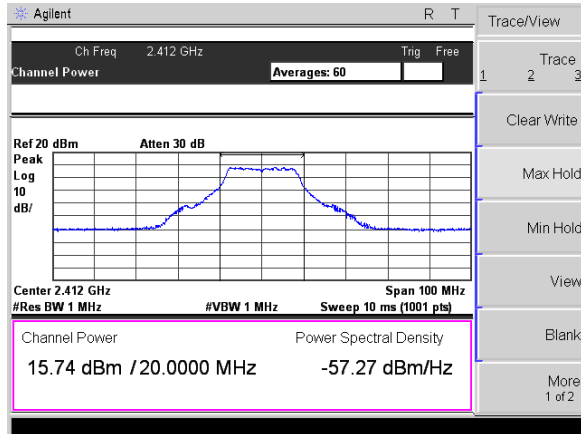 Agilent R T
Ch Freq 2.412 GHz Trig Free
Channel Power Averages: 60
Ref 20 dBm Atten 30 dB
Peak
Log
10
dB/
Center 2.412 GHz Span 100 MHz
#Res BW 1 MHz #VBW 1 MHz Sweep 10 ms (1001 pts)
Channel Power Power Spectral Density
15.74 dBm / 20.0000 MHz -57.27 dBm/Hz
Trace/View
Trace
1 2 3
Clear Write
Max Hold
Min Hold
View
Blank
More
1 of 2